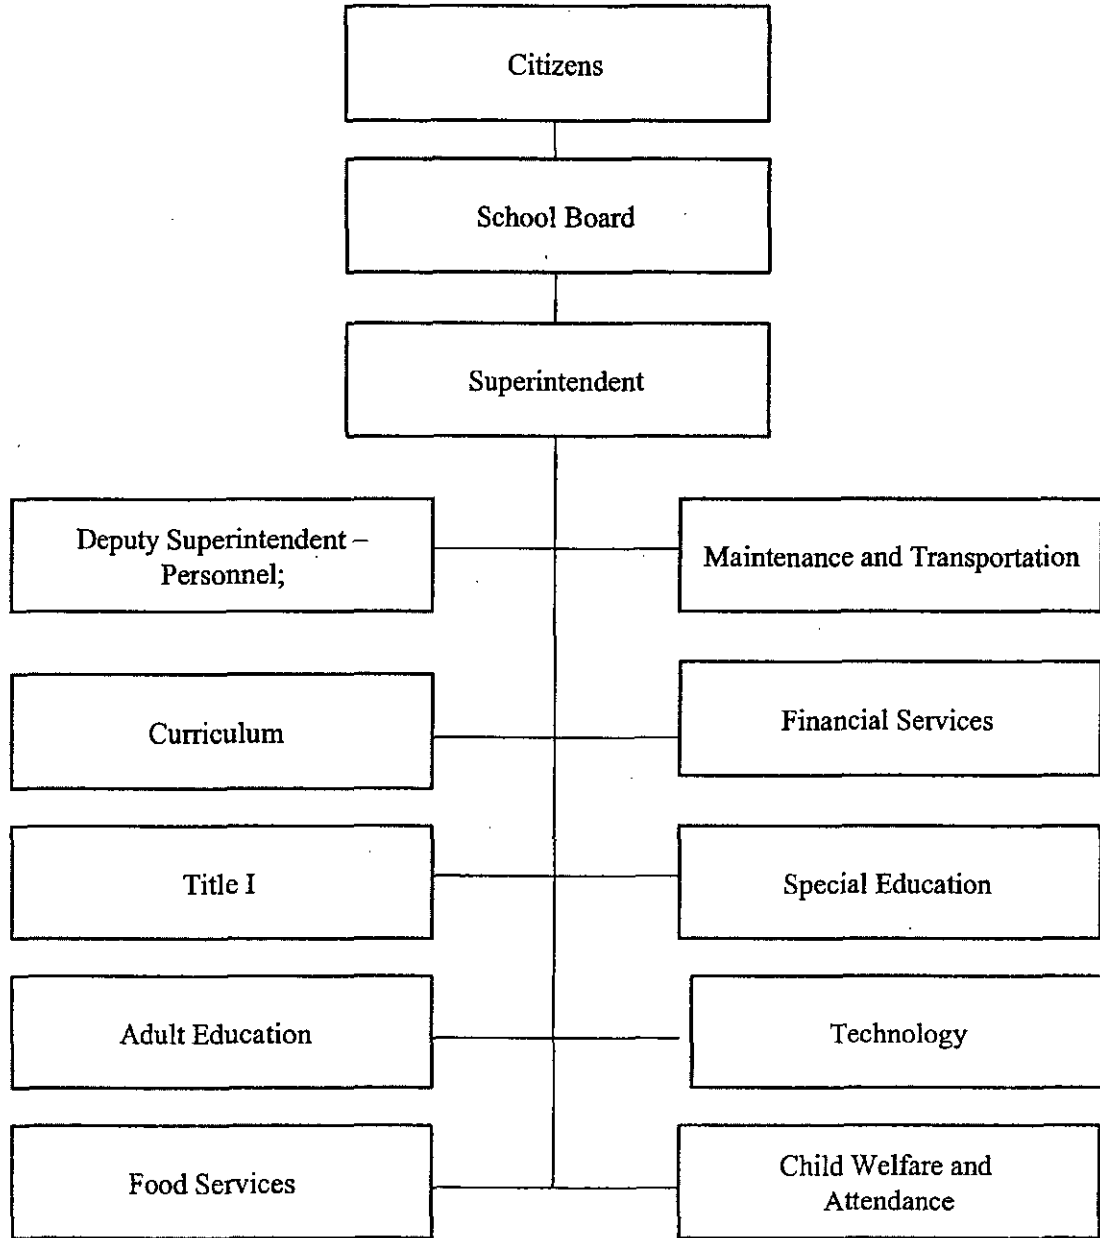 Citizens
School Board
Superintendent
Deputy Superintendent –
Personnel;
Maintenance and Transportation
Curriculum
Financial Services
Title I
Special Education
Adult Education
Technology
Food Services
Child Welfare and
Attendance